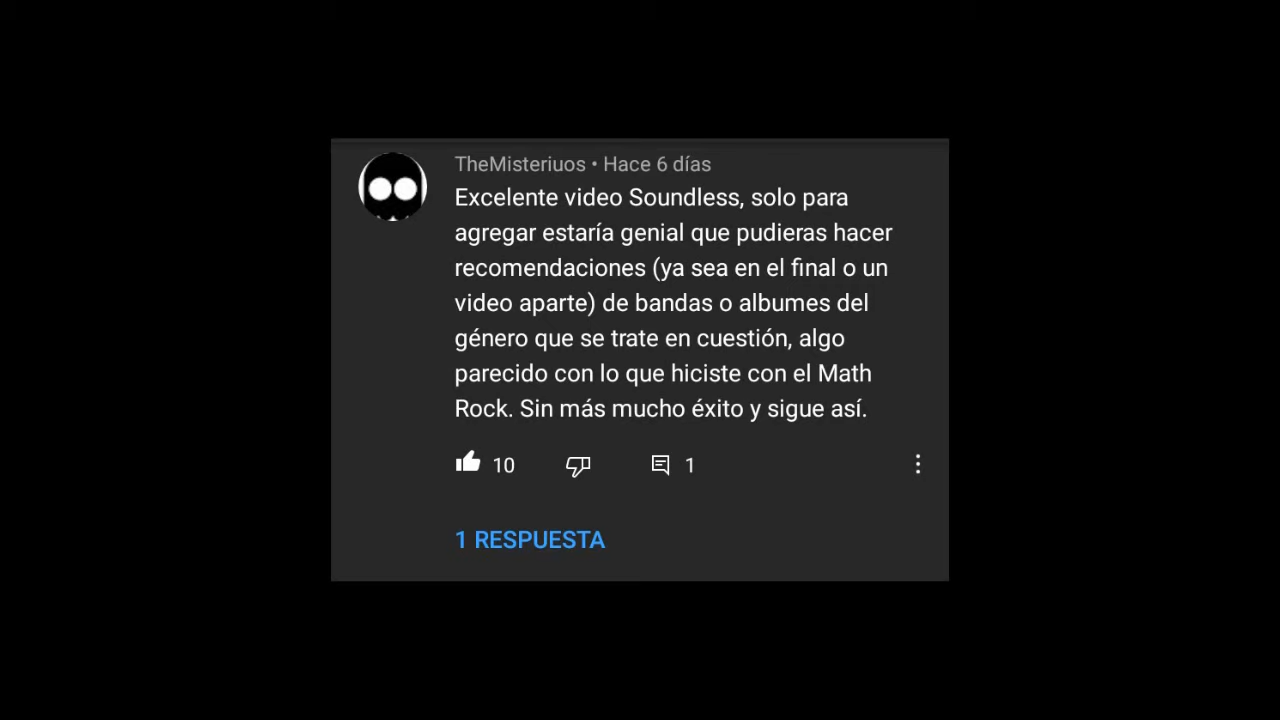 TheMisteriuos • Hace 6 días
Excelente video Soundless, solo para
agregar estaría genial que pudieras hacer
recomendaciones (ya sea en el final o un
video aparte) de bandas o albumes del
género que se trate en cuestión, algo
parecido con lo que hiciste con el Math
Rock. Sin más mucho éxito y sigue así.
10 1
1 RESPUESTA